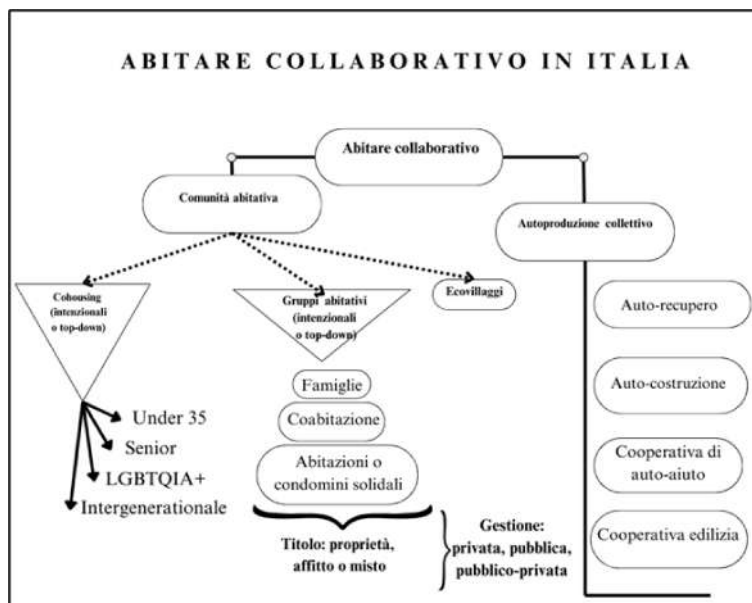 ABITARE COLLABORATIVO IN ITALIA
Abitare collaborativo
Comunità abitativa
Autoproduzione collettivo
Cohousing
(intenzionali
o top-down)
Gruppi abitativi
(intenzionali
o top-down)
Ecovillaggi
Under 35
Senior
LGBTQIA+
Intergenerationale
Famiglie
Coabitazione
Abitazioni o
condomini solidali
Titolo: proprietà,
affitto o misto
Gestione:
privata, pubblica,
pubblico-privata
Auto-recupero
Auto-costruzione
Cooperativa di
auto-aiuto
Cooperativa edilizia